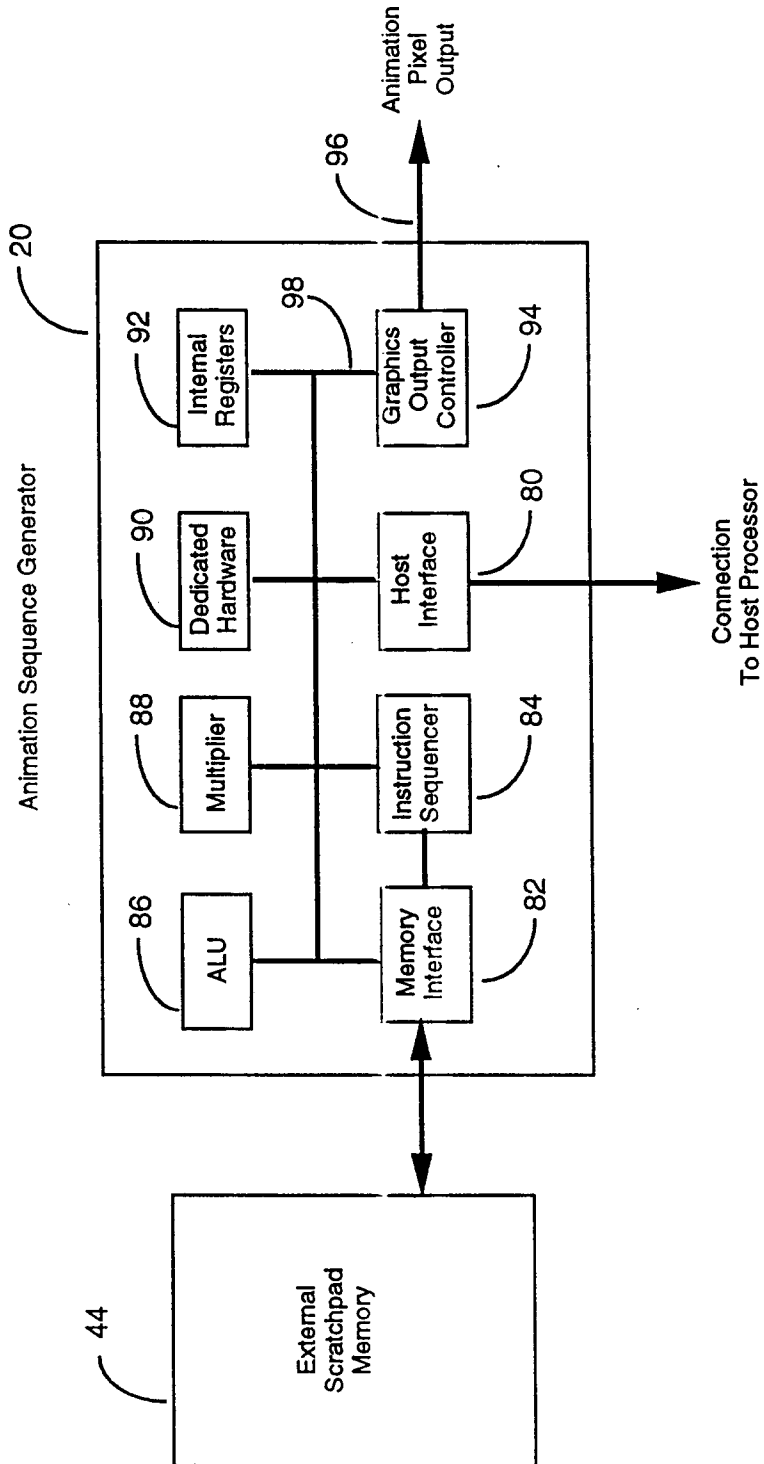 Animation Sequence Generator
20
44
External
Scratchpad
Memory
86
ALU
88
Multiplier
90
Dedicated
Hardware
92
Internal
Registers
98
Memory
Interface
82
Instruction
Sequencer
84
Host
Interface
80
Graphics
Output
Controller
94
96
Animation
Pixel
Output
Connection
To Host Processor